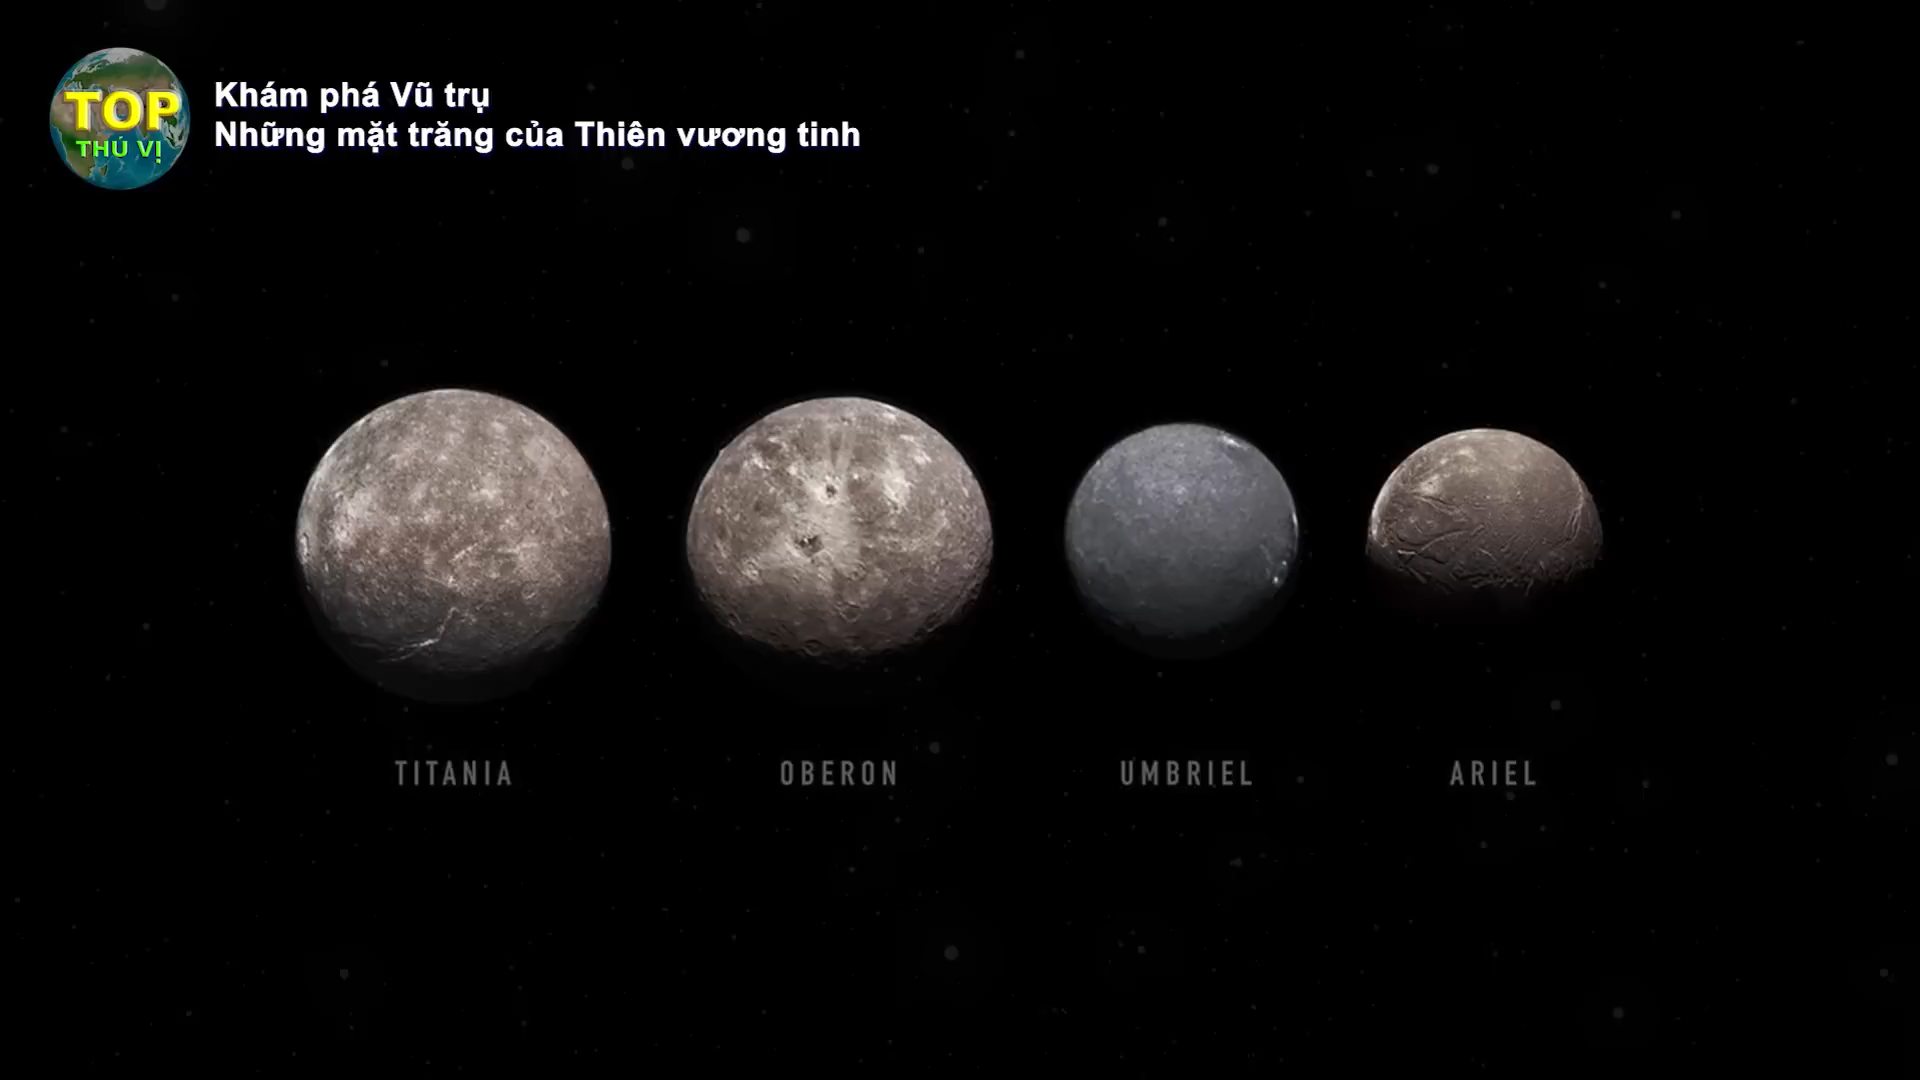 TOP
THÚ VỊ
Khám phá Vũ trụ
Những mặt trăng của Thiên vương tinh
TITANIA
OBERON
UMBRIEL
ARIEL